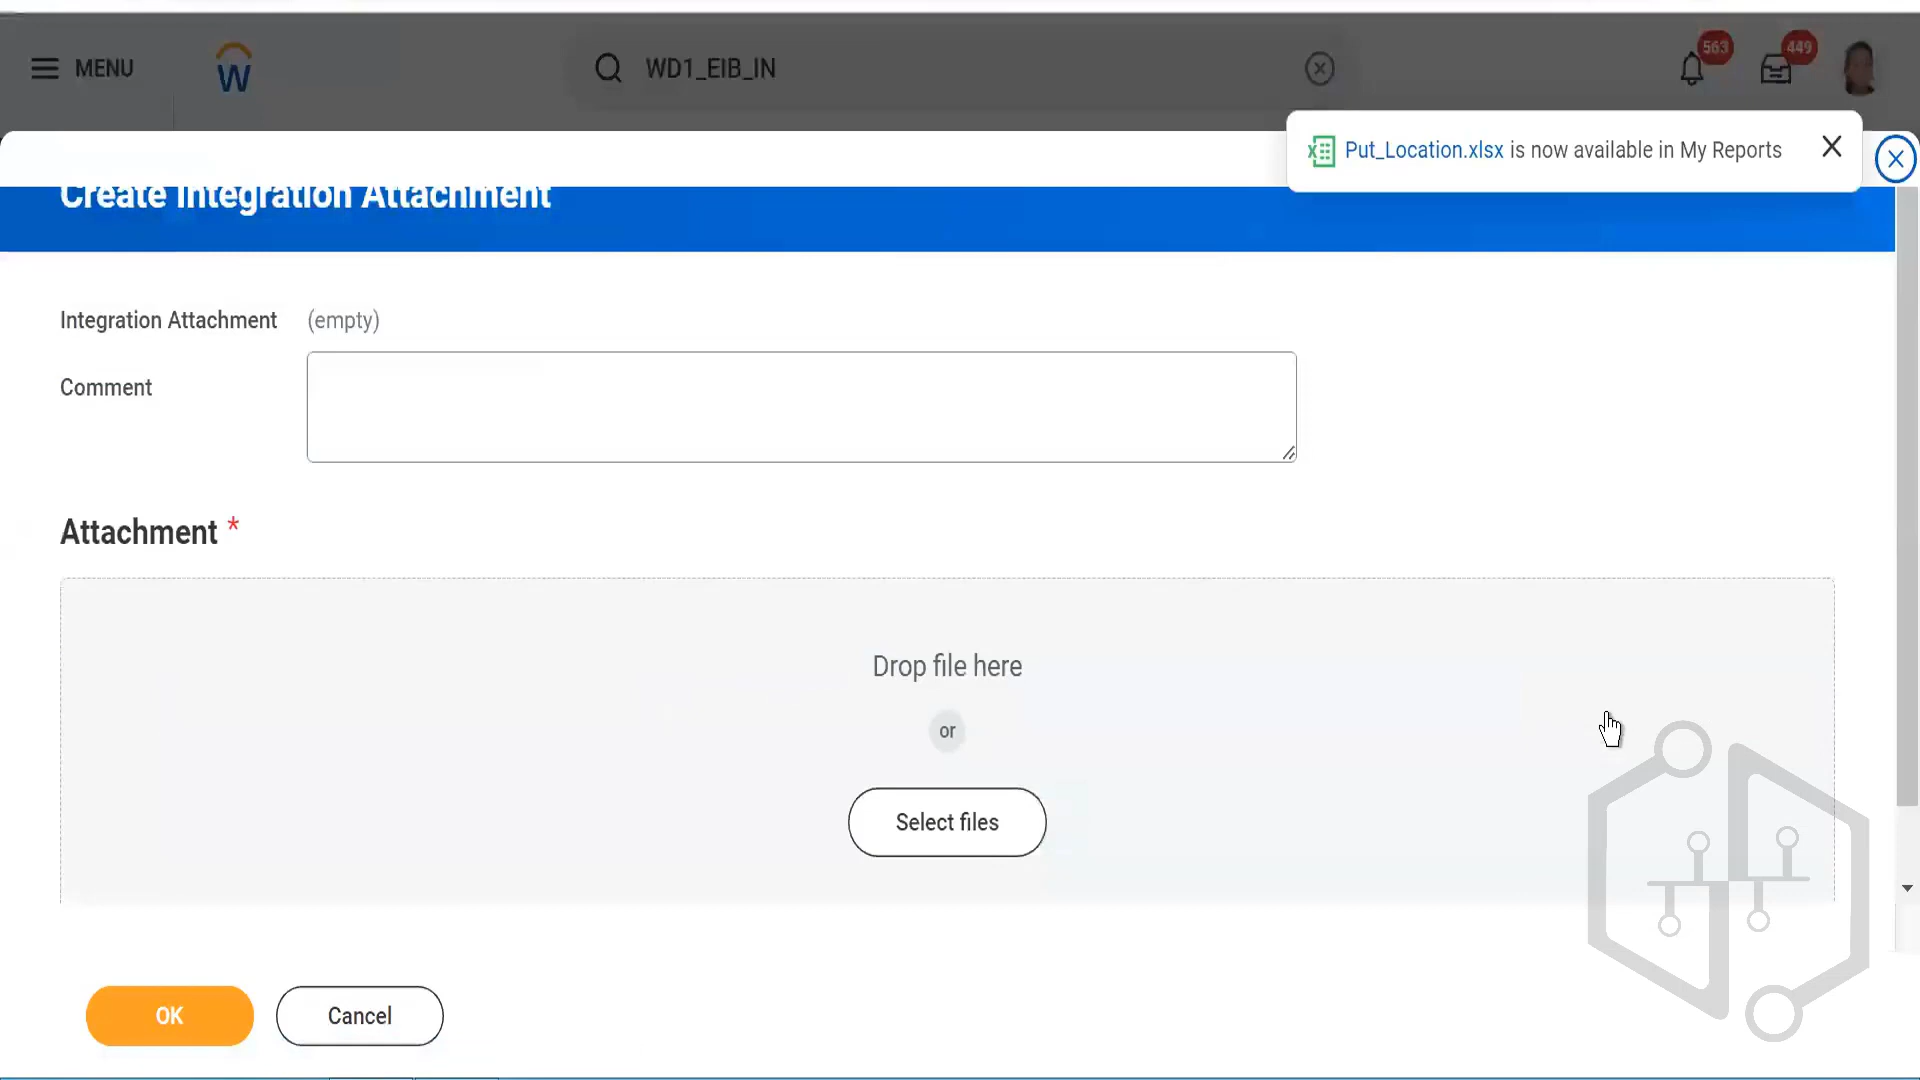 MENU
W
WD1_EIB_IN
563
449
Put_Location.xlsx is now available in My Reports
Create Integration Attachment
Integration Attachment (empty)
Comment
Attachment *
Drop file here
or
Select files
OK
Cancel